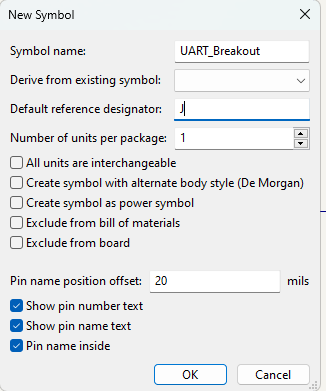 New Symbol
Symbol name: UART_Breakout
Derive from existing symbol:
Default reference designator: J
Number of units per package: 1
All units are interchangeable
Create symbol with alternate body style (De Morgan)
Create symbol as power symbol
Exclude from bill of materials
Exclude from board
Pin name position offset: 20 mils
Show pin number text
Show pin name text
Pin name inside
OK Cancel